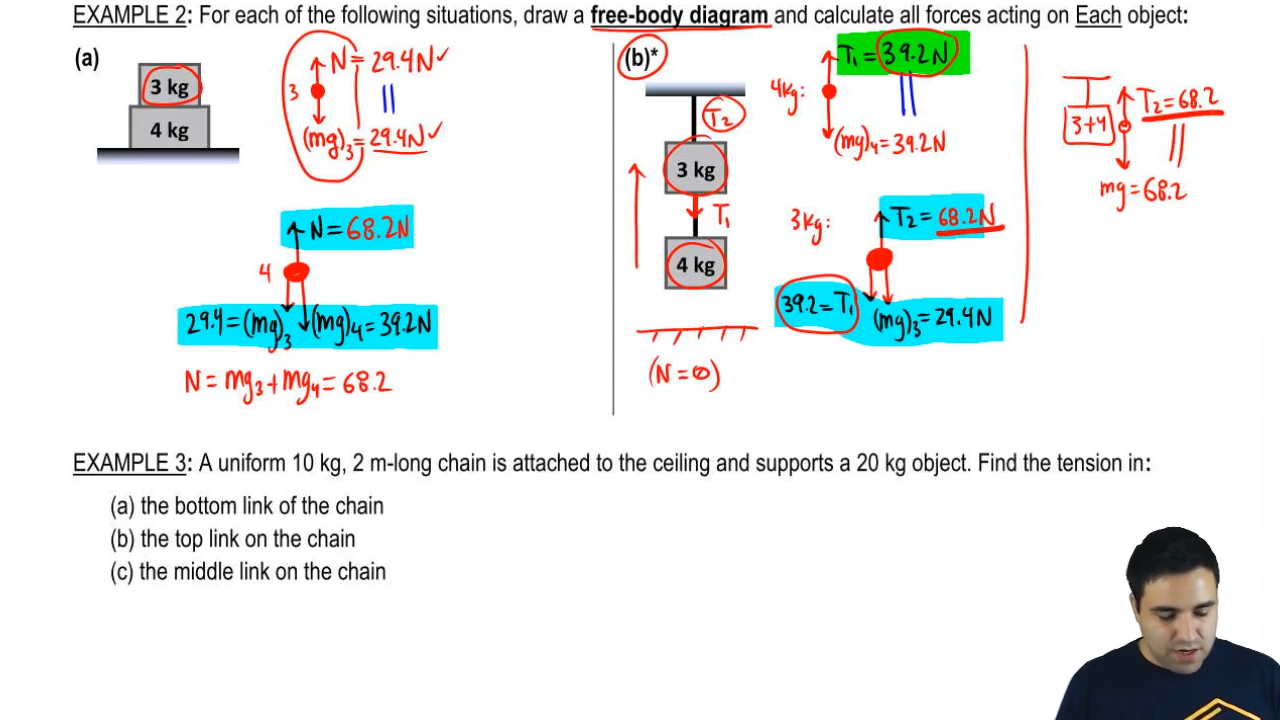 EXAMPLE 2: For each of the following situations, draw a free-body diagram and calculate all forces acting on Each object:
(a)
3 kg
4 kg
3
N = 29.4N✓
||
(mg)₃ = 29.4N✓
4
N = 68.2N
29.4 = (mg)₃
(mg)₄ = 39.2N
N = mg₃ + mg₄ = 68.2
(b)*
T₂
3 kg
T₁
4 kg
(N = 0)
4kg:
T₁ = 39.2N
||
(mg)₄ = 39.2N
3kg:
T₂ = 68.2N
39.2 = T₁
(mg)₃ = 29.4N
3+4
T₂ = 68.2
||
mg = 68.2
EXAMPLE 3: A uniform 10 kg, 2 m-long chain is attached to the ceiling and supports a 20 kg object. Find the tension in:
(a) the bottom link of the chain
(b) the top link on the chain
(c) the middle link on the chain